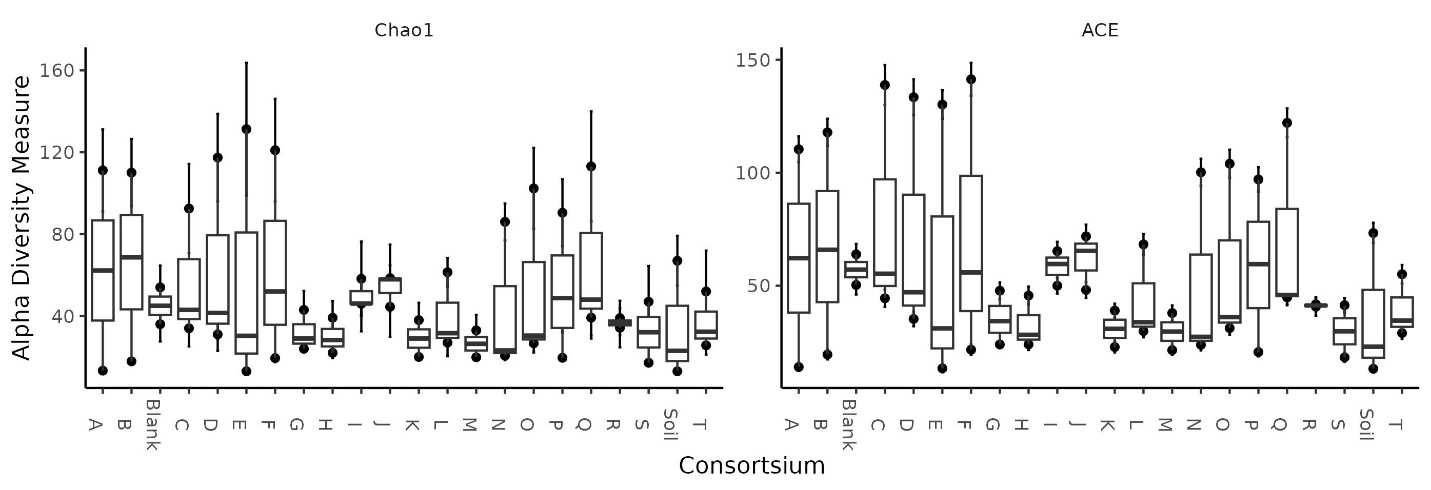 Chao1
ACE
Alpha Diversity Measure
160
120
80
40
150
100
50
A B Blank C D E F G H I J K L M N O P Q R S Soil T
A B Blank C D E F G H I J K L M N O P Q R S Soil T
Consortsium